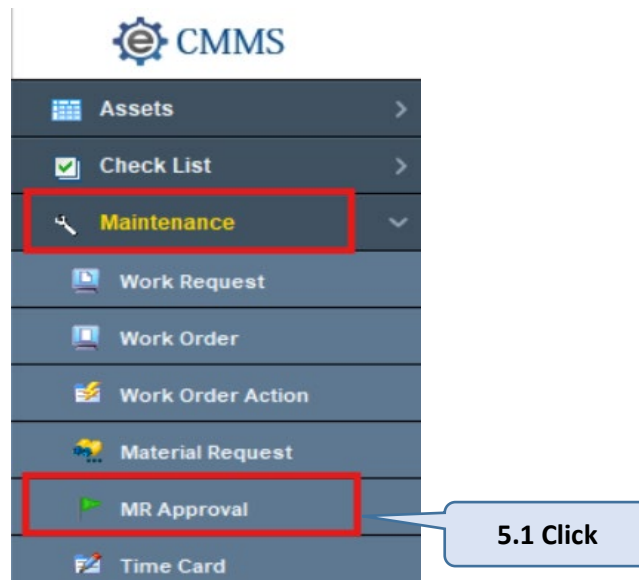 e CMMS
Assets
Check List
Maintenance
Work Request
Work Order
Work Order Action
Material Request
MR Approval
5.1 Click
Time Card